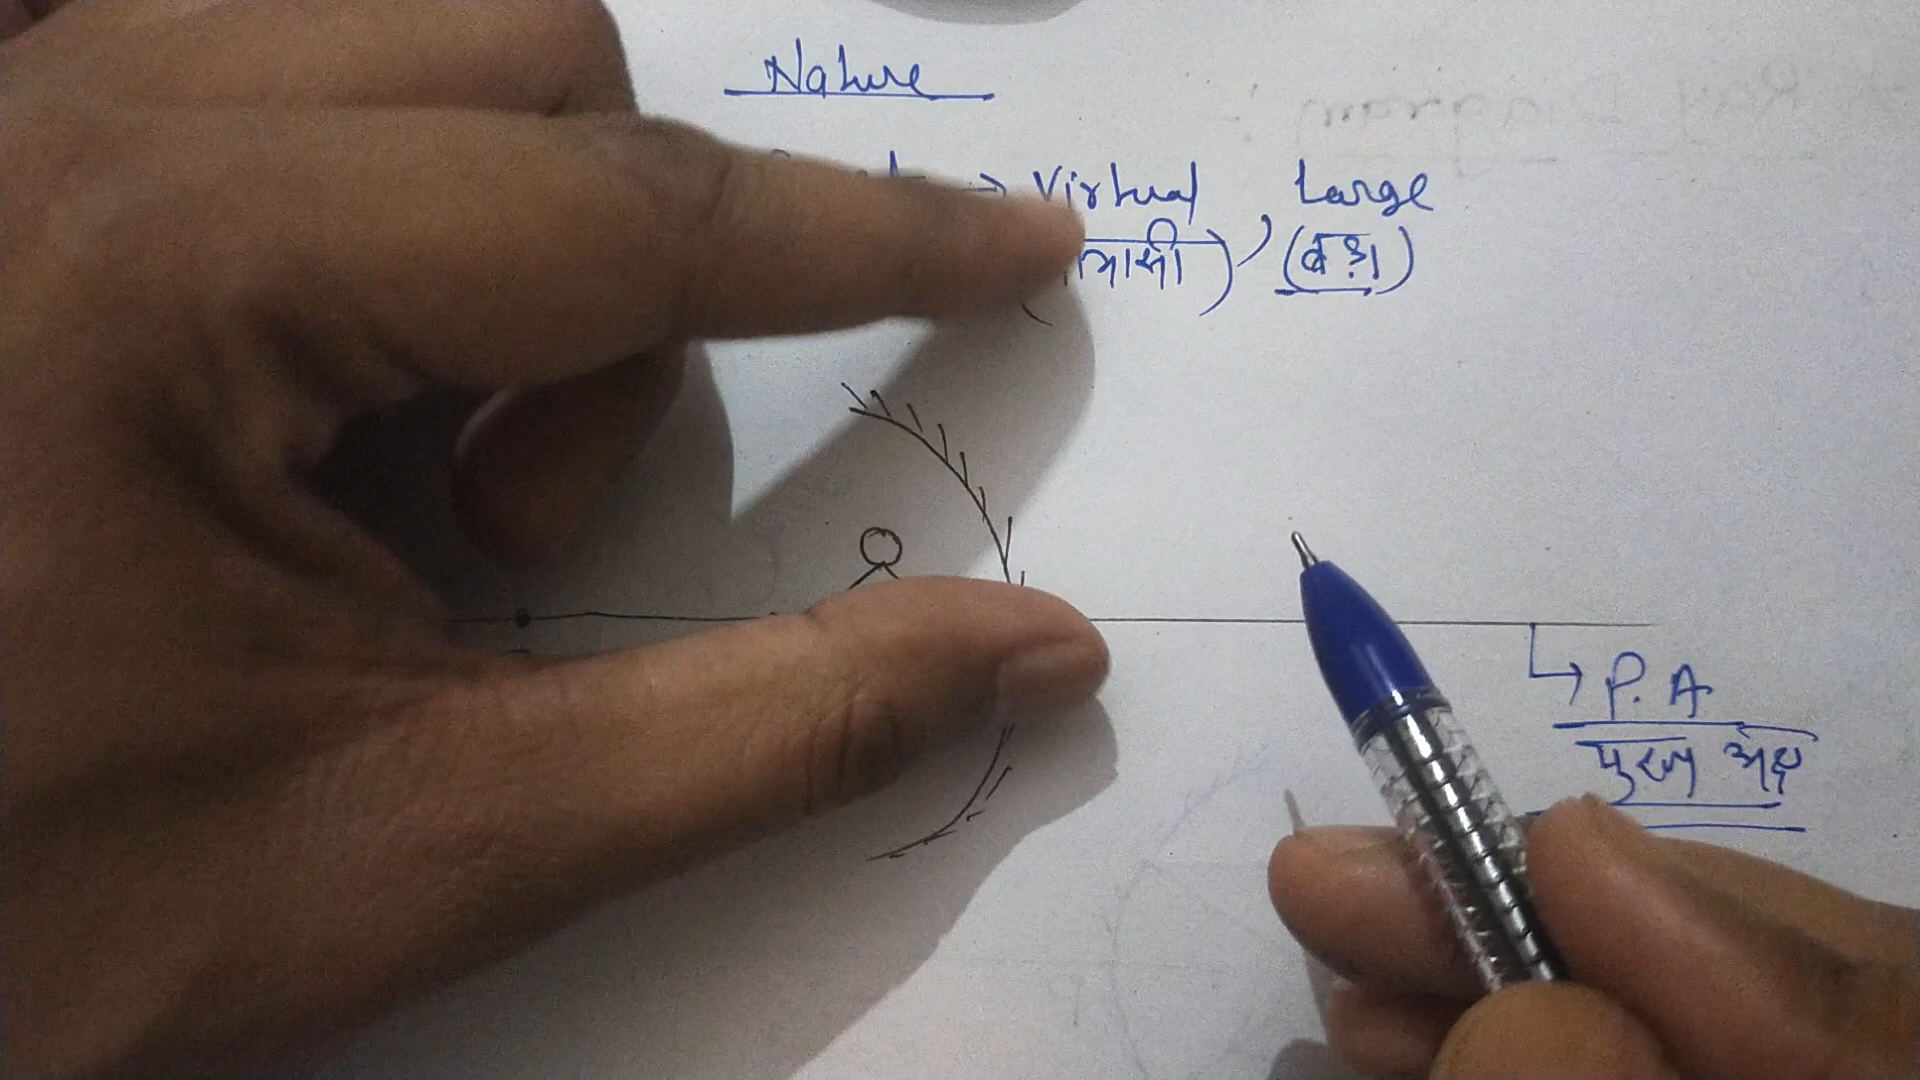 Nature
→ Virtual , Large
(बड़ा)
↳ P. A
मुख्य अक्ष